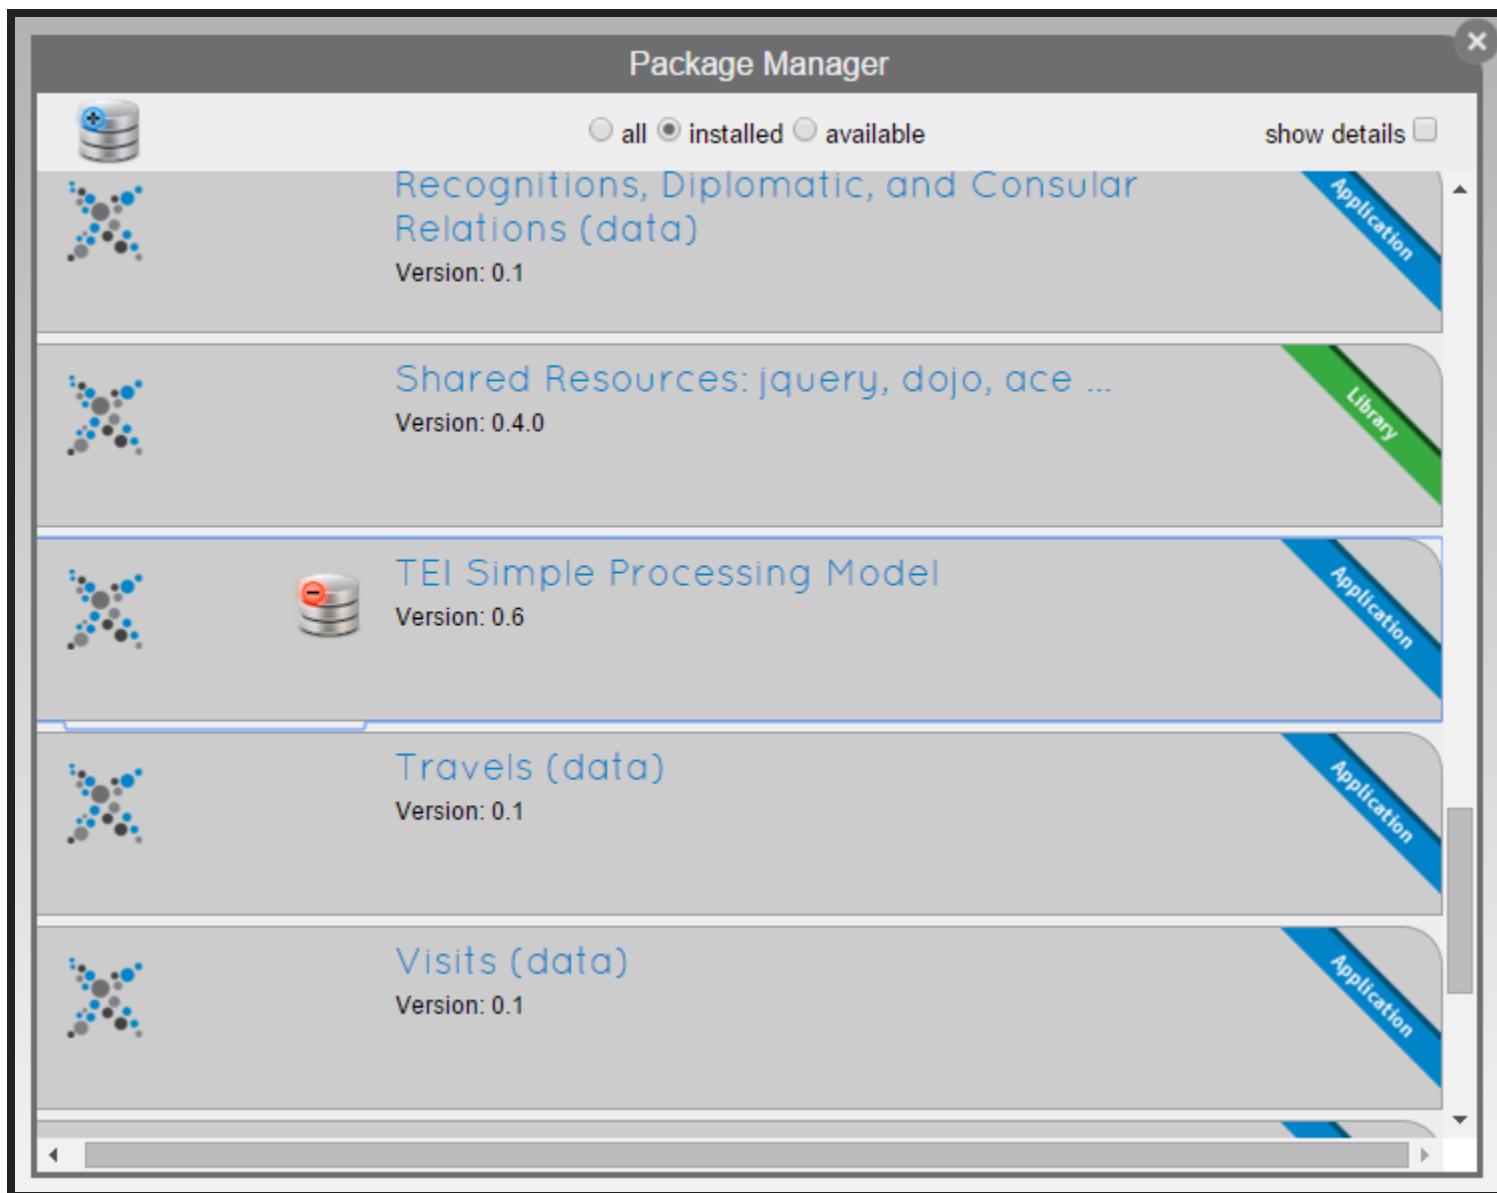 Package Manager
all installed available show details
Recognitions, Diplomatic, and Consular
Relations (data)
Version: 0.1
Application
Shared Resources: jquery, dojo, ace ...
Version: 0.4.0
Library
TEI Simple Processing Model
Version: 0.6
Application
Travels (data)
Version: 0.1
Application
Visits (data)
Version: 0.1
Application